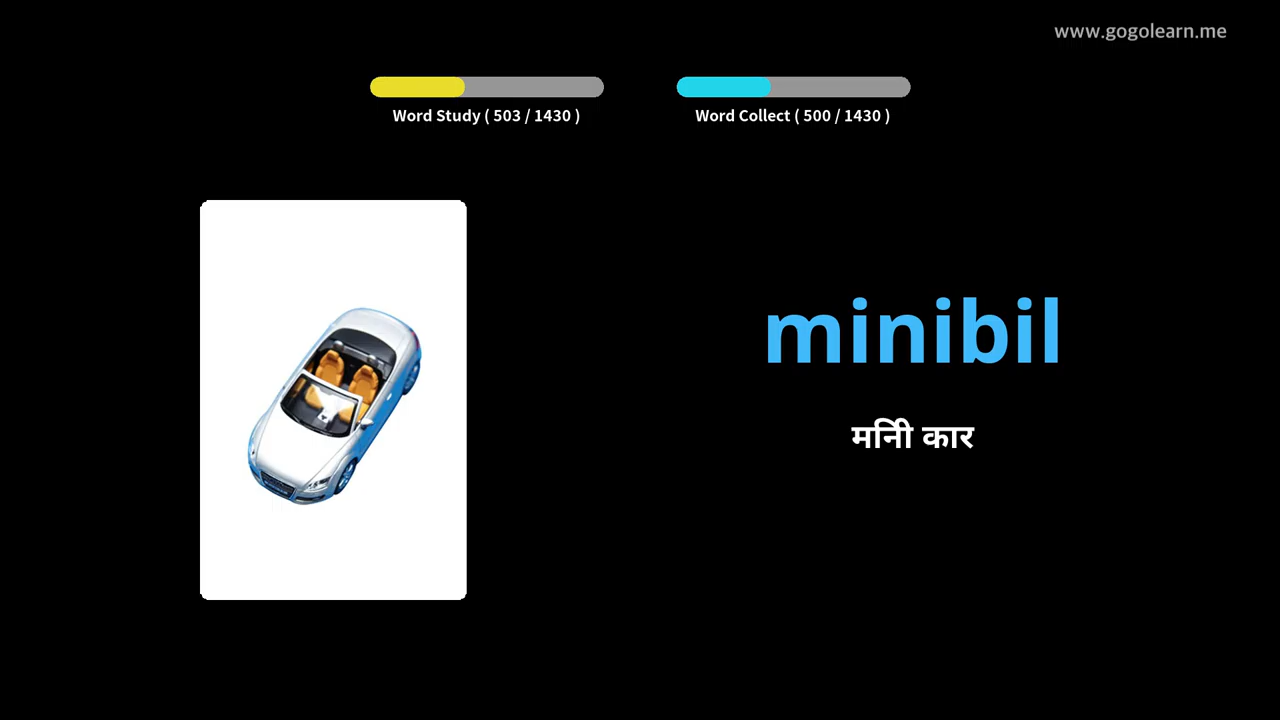 www.gogolearn.me
Word Study ( 503 / 1430 )
Word Collect ( 500 / 1430 )
minibil
मिनी कार